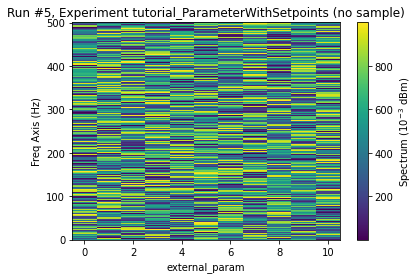 Run #5, Experiment tutorial_ParameterWithSetpoints (no sample)
500
400
300
200
100
0
Freq Axis (Hz)
0 2 4 6 8 10
external_param
800
600
400
200
Spectrum (10⁻³ dBm)